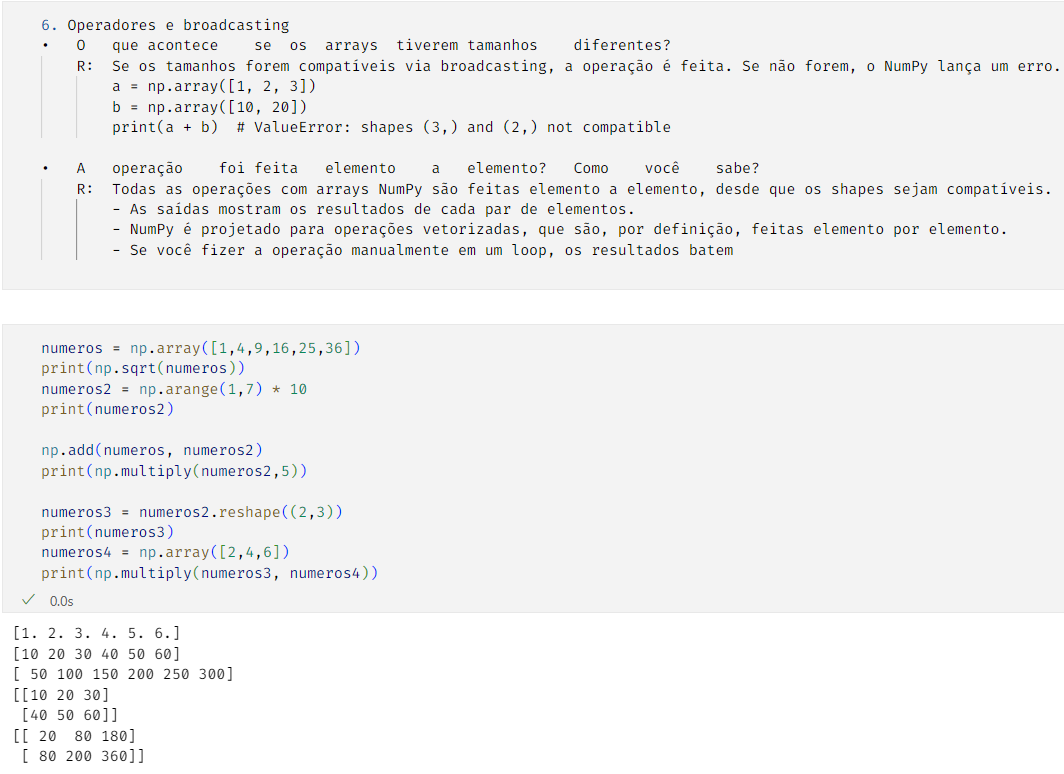 6. Operadores e broadcasting
• O que acontece se os arrays tiverem tamanhos diferentes?
R: Se os tamanhos forem compatíveis via broadcasting, a operação é feita. Se não forem, o NumPy lança um erro.
a = np.array([1, 2, 3])
b = np.array([10, 20])
print(a + b)  # ValueError: shapes (3,) and (2,) not compatible
• A operação foi feita elemento a elemento? Como você sabe?
R: Todas as operações com arrays NumPy são feitas elemento a elemento, desde que os shapes sejam compatíveis.
- As saídas mostram os resultados de cada par de elementos.
- NumPy é projetado para operações vetorizadas, que são, por definição, feitas elemento por elemento.
- Se você fizer a operação manualmente em um loop, os resultados batem
numeros = np.array([1,4,9,16,25,36])
print(np.sqrt(numeros))
numeros2 = np.arange(1,7) * 10
print(numeros2)
np.add(numeros, numeros2)
print(np.multiply(numeros2,5))
numeros3 = numeros2.reshape((2,3))
print(numeros3)
numeros4 = np.array([2,4,6])
print(np.multiply(numeros3, numeros4))
✓ 0.0s
[1. 2. 3. 4. 5. 6.]
[10 20 30 40 50 60]
[ 50 100 150 200 250 300]
[[10 20 30]
 [40 50 60]]
[[ 20  80 180]
 [ 80 200 360]]